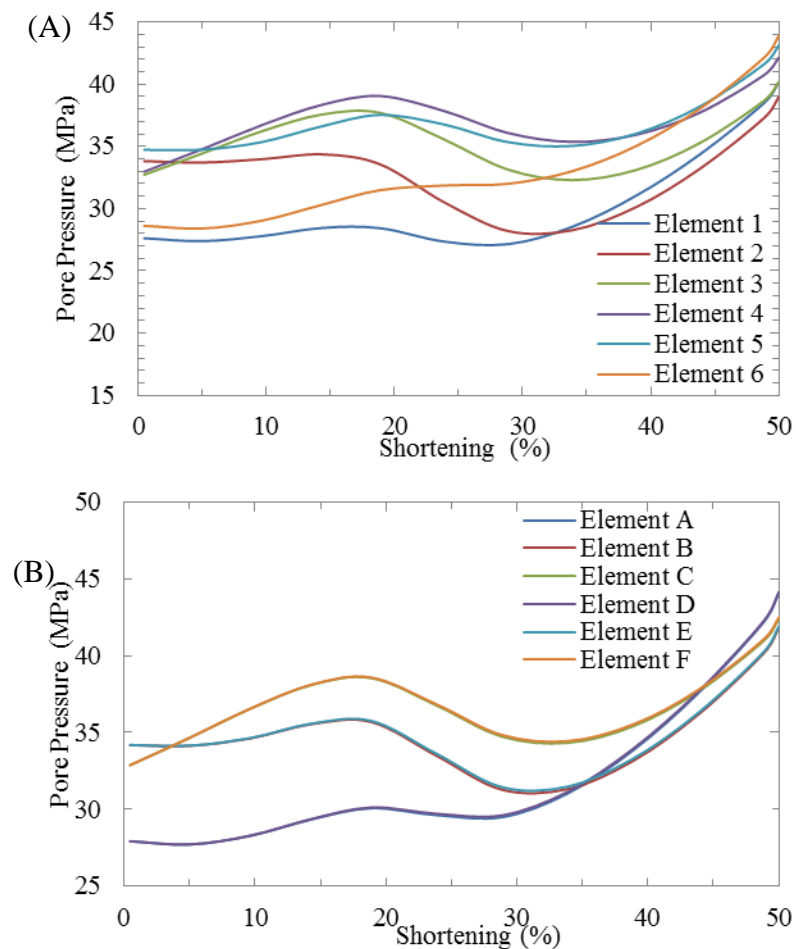 (A)
45
40
35
30
25
20
15
Pore Pressure (MPa)
Element 1
Element 2
Element 3
Element 4
Element 5
Element 6
0
10
20
30
40
50
Shortening (%)
(B)
50
45
40
35
30
25
Pore Pressure (MPa)
Element A
Element B
Element C
Element D
Element E
Element F
0
10
20
30
40
50
Shortening (%)